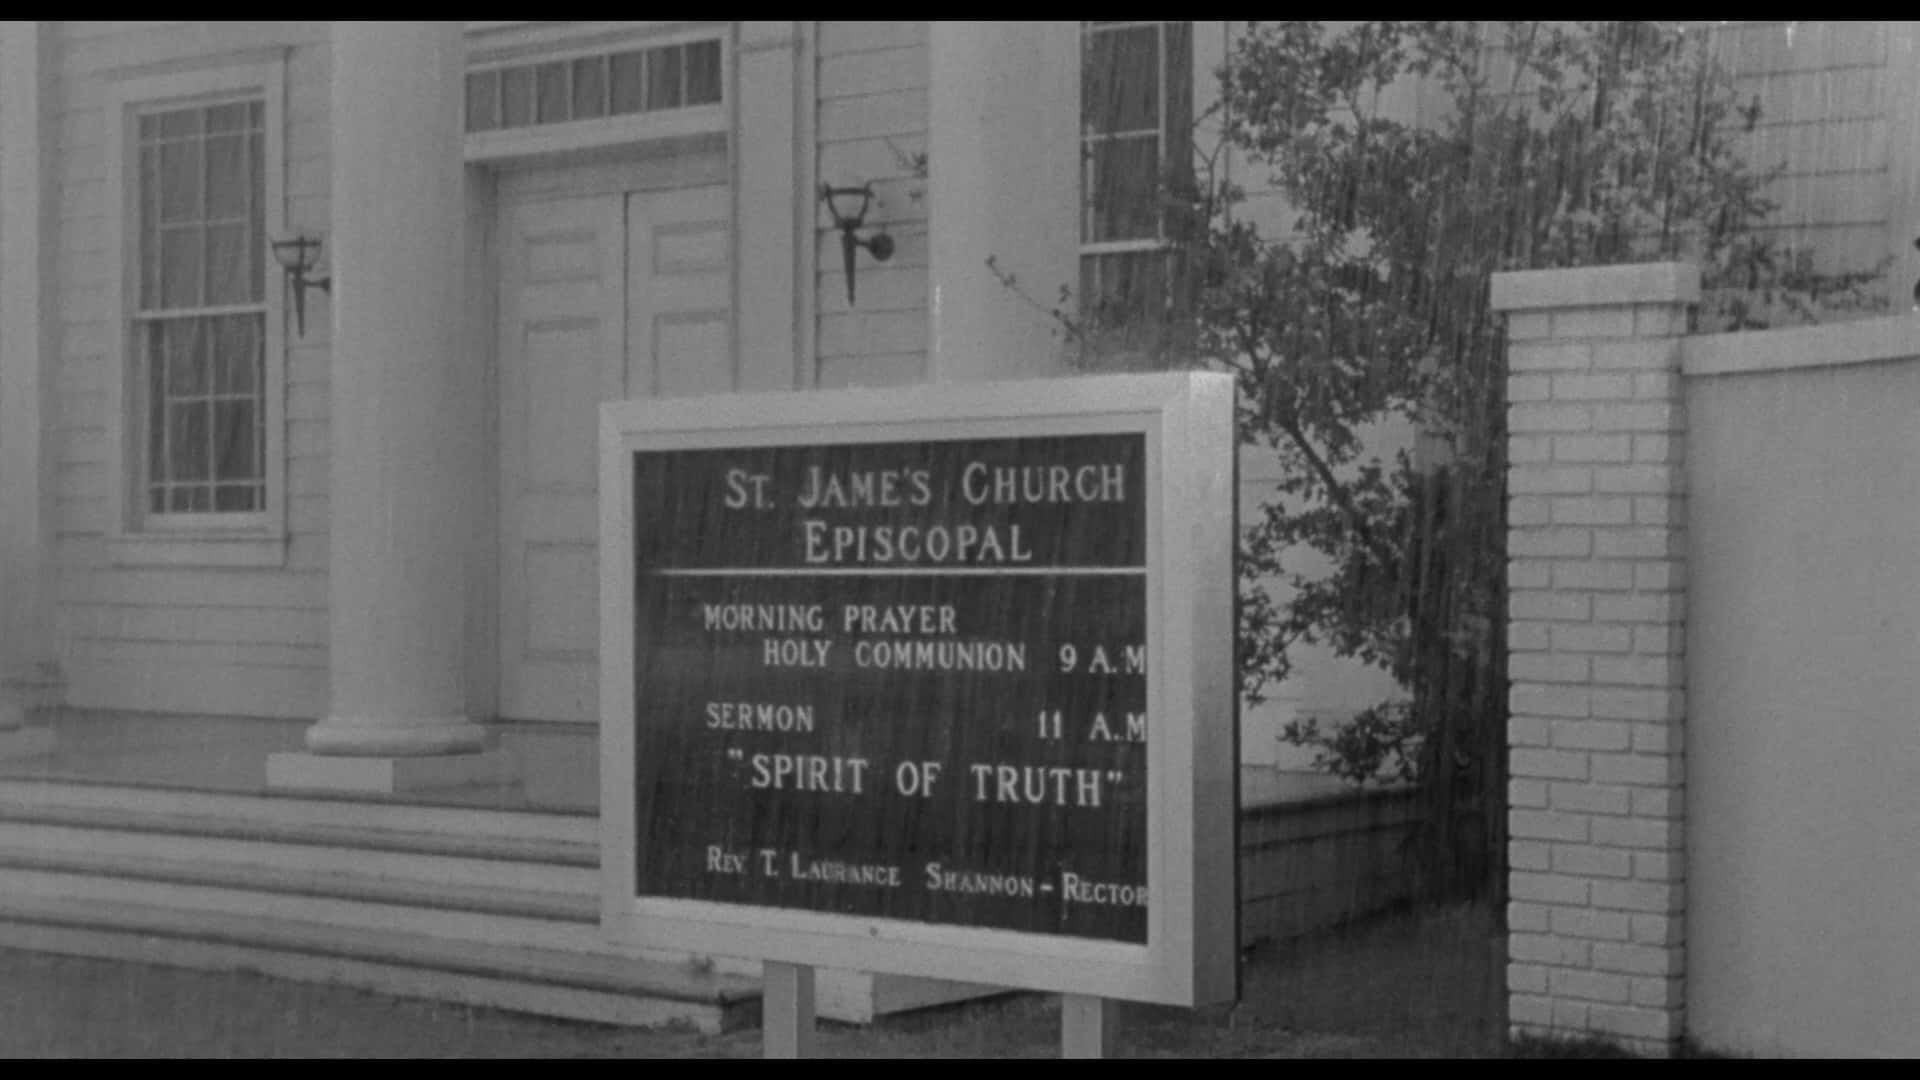 ST. JAME'S CHURCH
EPISCOPAL
MORNING PRAYER
HOLY COMMUNION 9 A.M
SERMON 11 A.M
"SPIRIT OF TRUTH"
REV. T. LAURANCE SHANNON - RECTOR